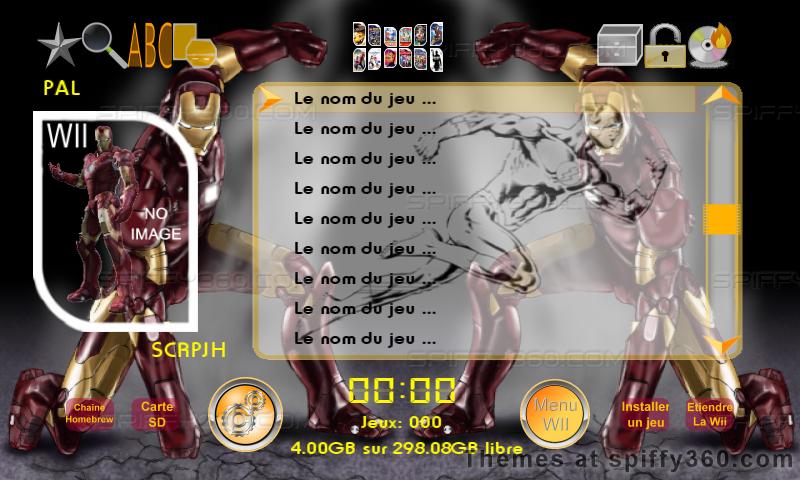 ABC
PAL
WII
NO
IMAGE
SCRPJH
Le nom du jeu ...
Le nom du jeu ...
Le nom du jeu ...
Le nom du jeu ...
Le nom du jeu ...
Le nom du jeu ...
Le nom du jeu ...
Le nom du jeu ...
Le nom du jeu ...
Chaine
Homebrew
Carte
SD
00:00
Jeux: 000
4.00GB sur 298.08GB libre
Menu
WII
Installer
un jeu
Etiendre
La Wii
Themes at spiffy360.com
SPIFFY360.COM